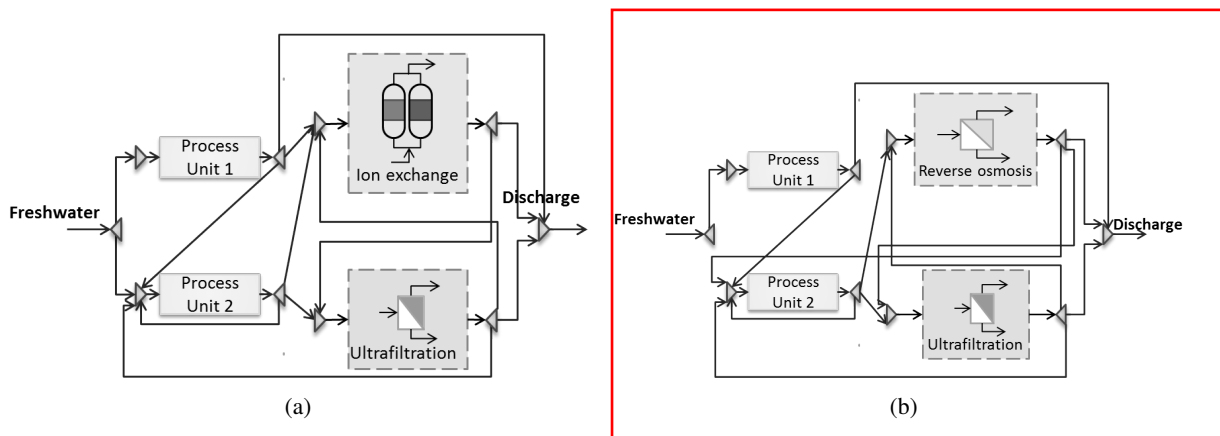 Freshwater
Process
Unit 1
Process
Unit 2
Ion exchange
Ultrafiltration
Discharge
(a)
Freshwater
Process
Unit 1
Process
Unit 2
Reverse osmosis
Ultrafiltration
Discharge
(b)